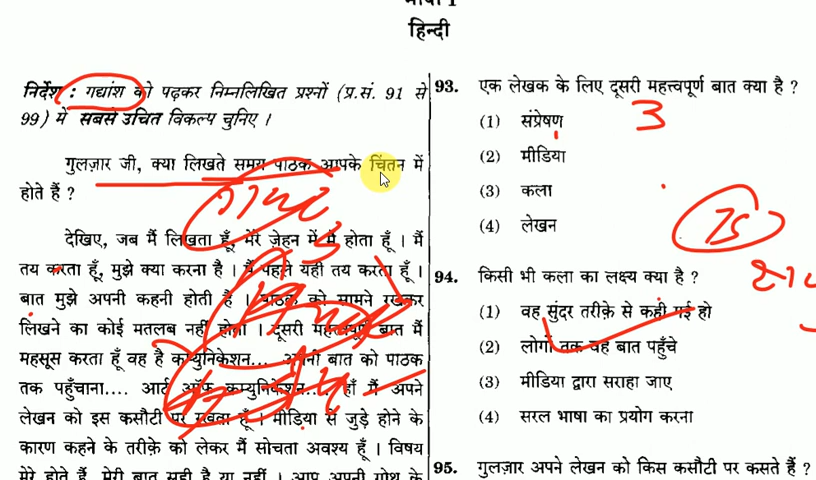 भाषा I
हिन्दी
निर्देश : गद्यांश को पढ़कर निम्नलिखित प्रश्नों (प्र.सं. 91 से
99) में सबसे उचित विकल्प चुनिए ।
गुलज़ार जी, क्या लिखते समय पाठक आपके चिंतन में
होते हैं ?
देखिए, जब मैं लिखता हूँ, मेरे ज़ेहन में मैं होता हूँ । मैं
तय करता हूँ, मुझे क्या करना है । मैं पहले यही तय करता हूँ ।
बात मुझे अपनी कहनी होती है । पाठक को सामने रखकर
लिखने का कोई मतलब नहीं होता । दूसरी महत्त्वपूर्ण बात मैं
महसूस करता हूँ वह है कम्युनिकेशन... अपनी बात को पाठक
तक पहुँचाना.... आर्ट ऑफ़ कम्युनिकेशन... हाँ मैं अपने
लेखन को इस कसौटी पर रखता हूँ । मीडिया से जुड़े होने के
कारण कहने के तरीक़े को लेकर मैं सोचता अवश्य हूँ । विषय
मेरे होते हैं, मेरी बात सही है या नहीं । आप अपनी ग्रोथ के
93. एक लेखक के लिए दूसरी महत्त्वपूर्ण बात क्या है ?
3
(1) संप्रेषण
(2) मीडिया
(3) कला
(4) लेखन
94. किसी भी कला का लक्ष्य क्या है ?
(1) वह सुंदर तरीक़े से कही गई हो
(2) लोगों तक वह बात पहुँचे
(3) मीडिया द्वारा सराहा जाए
(4) सरल भाषा का प्रयोग करना
95. गुलज़ार अपने लेखन को किस कसौटी पर कसते हैं ?